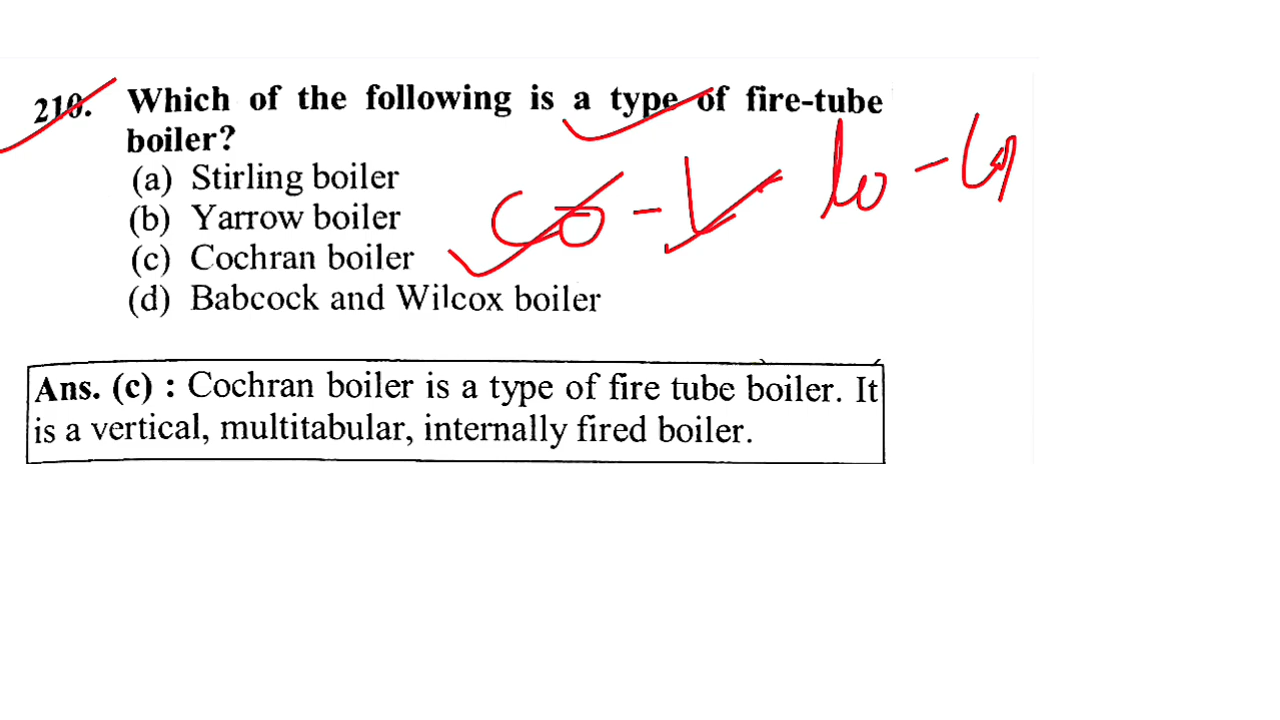 210. Which of the following is a type of fire-tube
boiler?
(a) Stirling boiler
(b) Yarrow boiler
(c) Cochran boiler
(d) Babcock and Wilcox boiler
Ans. (c) : Cochran boiler is a type of fire tube boiler. It
is a vertical, multitabular, internally fired boiler.